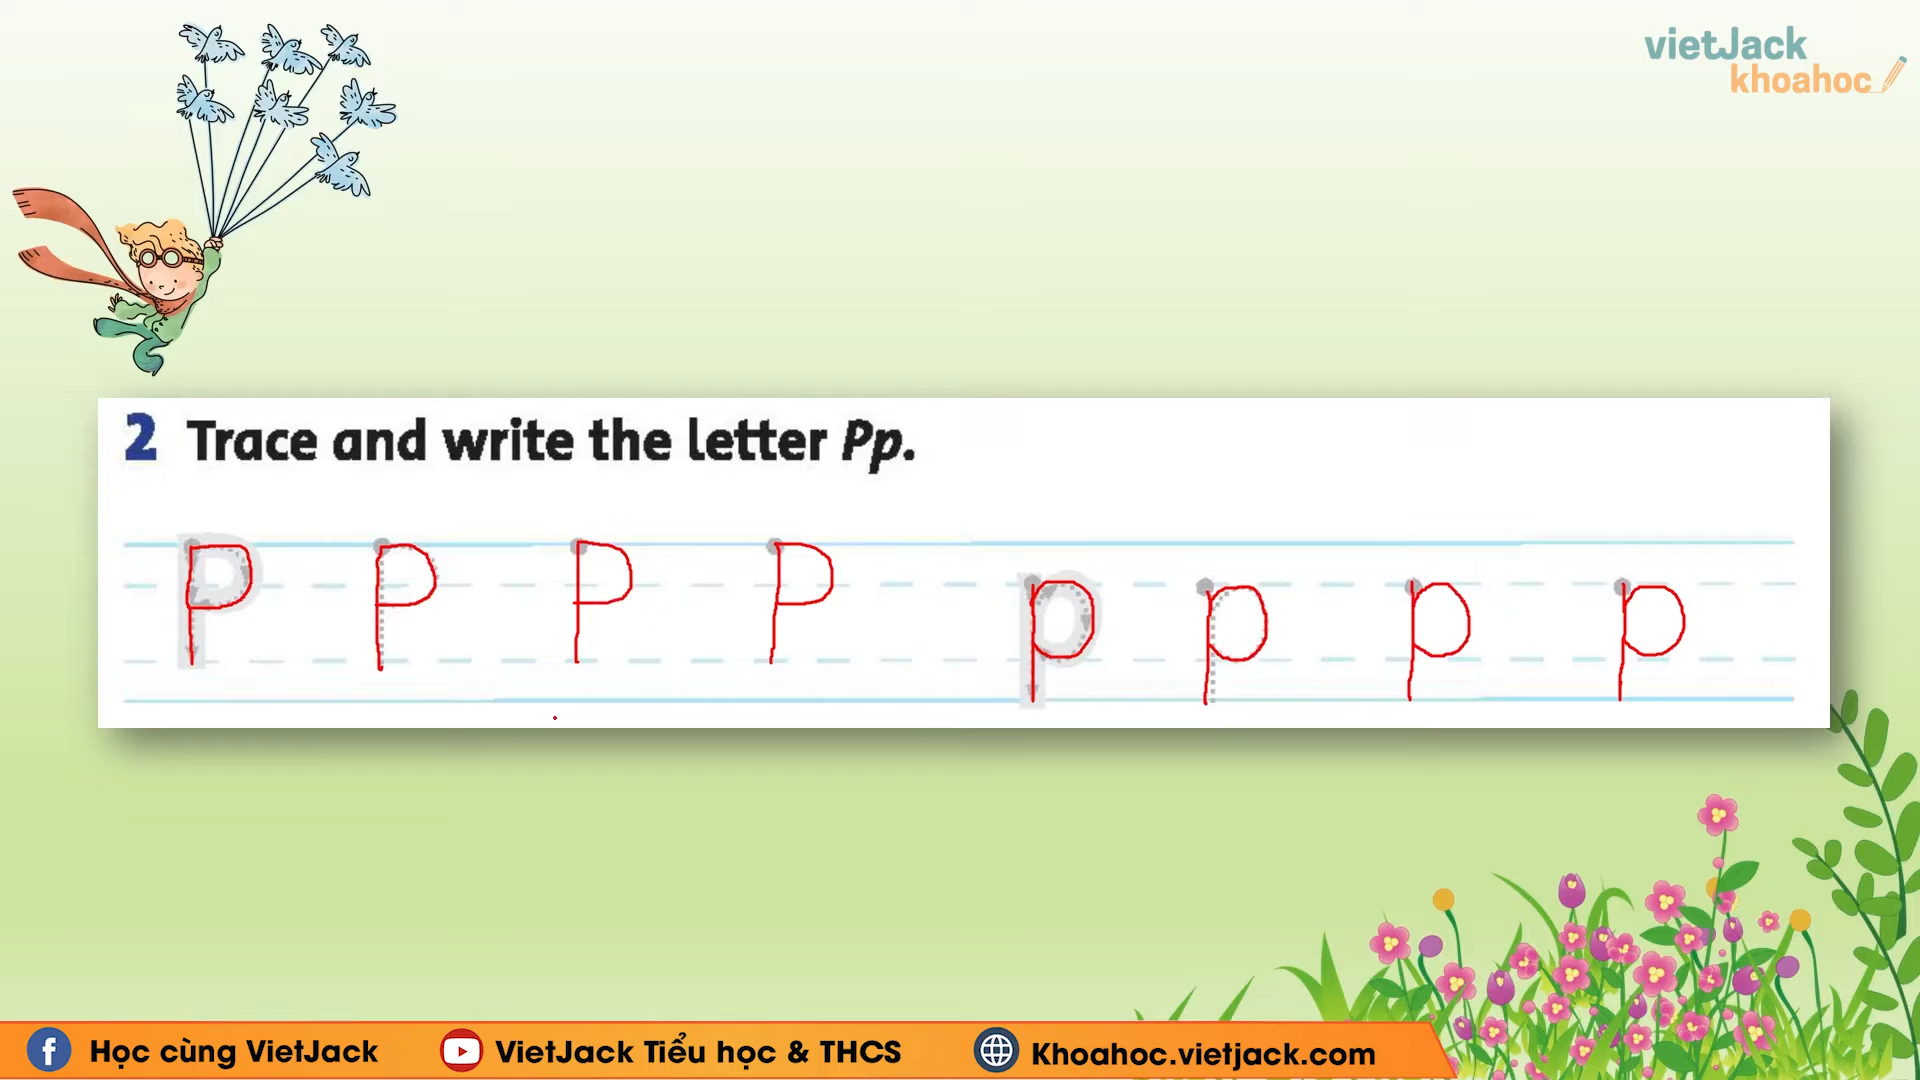 vietJack
khoahoc
2 Trace and write the letter Pp.
P P P P p p p p
Học cùng VietJack
VietJack Tiểu học & THCS
Khoahoc.vietjack.com